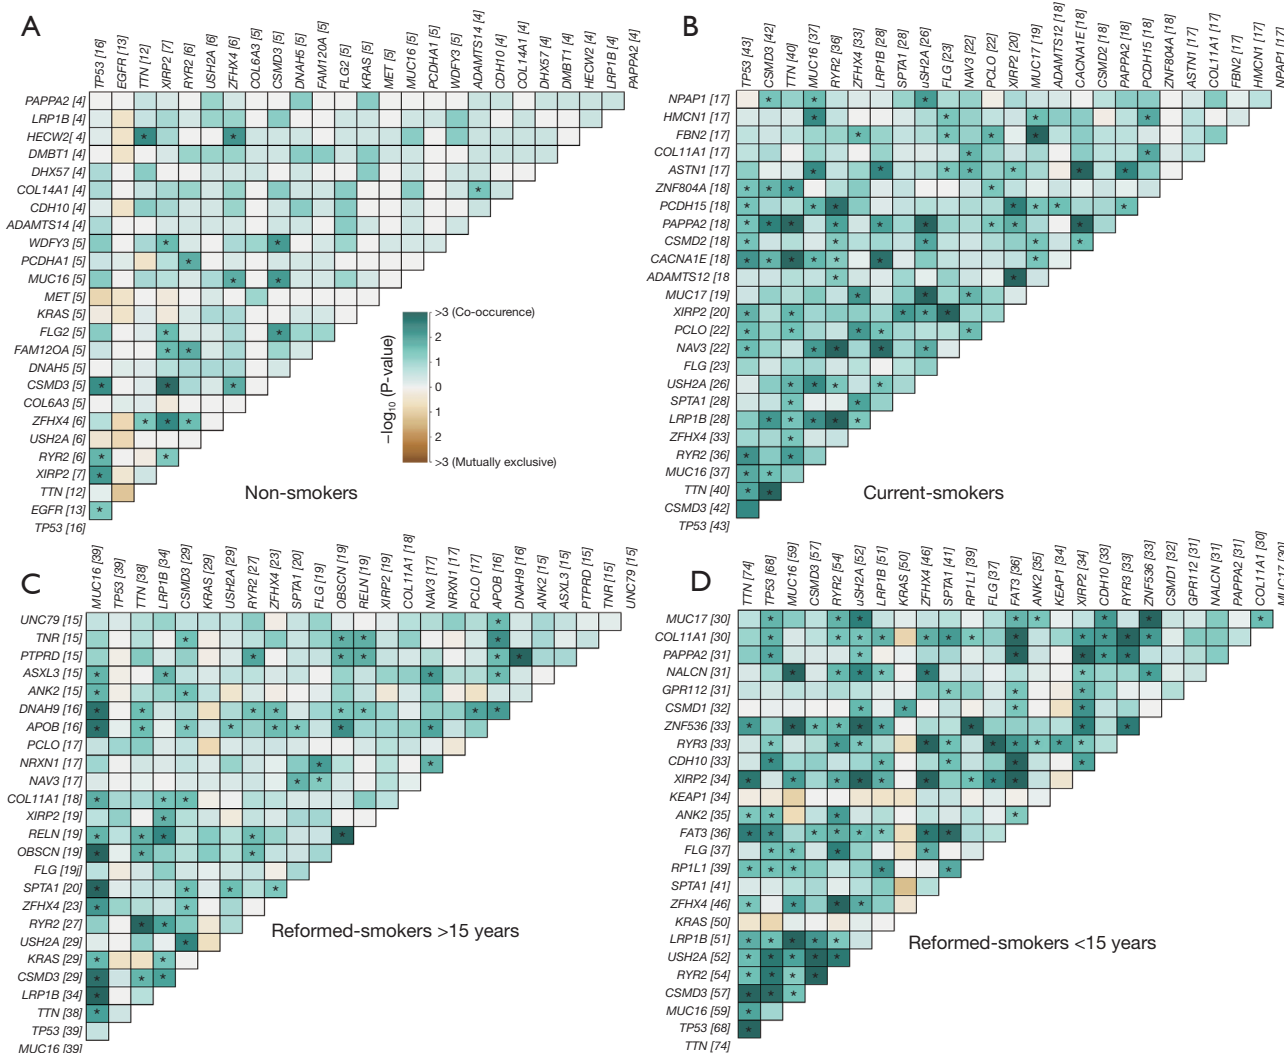 A
TP53 [16]
EGFR [13]
TTN [12]
XIRP2 [7]
RYR2 [6]
USH2A [6]
ZFHX4 [6]
COL6A3 [5]
CSMD3 [5]
DNAH5 [5]
FAM120A [5]
FLG2 [5]
KRAS [5]
MET [5]
MUC16 [5]
PCDHA1 [5]
WDFY3 [5]
ADAMTS14 [4]
CDH10 [4]
COL14A1 [4]
DHX57 [4]
DMBT1 [4]
HECW2 [4]
LRP1B [4]
PAPPA2 [4]
PAPPA2 [4]
LRP1B [4]
HECW2[ 4]
DMBT1 [4]
DHX57 [4]
COL14A1 [4]
CDH10 [4]
ADAMTS14 [4]
WDFY3 [5]
PCDHA1 [5]
MUC16 [5]
MET [5]
KRAS [5]
FLG2 [5]
FAM12OA [5]
DNAH5 [5]
CSMD3 [5]
COL6A3 [5]
ZFHX4 [6]
USH2A [6]
RYR2 [6]
XIRP2 [7]
TTN [12]
EGFR [13]
TP53 [16]
>3 (Co-occurence)
2
1
0
1
2
>3 (Mutually exclusive)
−log10 (P-value)
Non-smokers
B
TP53 [43]
CSMD3 [42]
TTN [40]
MUC16 [37]
RYR2 [36]
ZFHX4 [33]
LRP1B [28]
SPTA1 [28]
uSH2A [26]
FLG [23]
NAV3 [22]
PCLO [22]
XIRP2 [20]
MUC17 [19]
ADAMTS12 [18]
CACNA1E [18]
CSMD2 [18]
PAPPA2 [18]
PCDH15 [18]
ZNF804A [18]
ASTN1 [17]
COL11A1 [17]
FBN2 [17]
HMCN1 [17]
NPAP1 [17]
NPAP1 [17]
HMCN1 [17]
FBN2 [17]
COL11A1 [17]
ASTN1 [17]
ZNF804A [18]
PCDH15 [18]
PAPPA2 [18]
CSMD2 [18]
CACNA1E [18]
ADAMTS12 [18
MUC17 [19]
XIRP2 [20]
PCLO [22]
NAV3 [22]
FLG [23]
USH2A [26]
SPTA1 [28]
LRP1B [28]
ZFHX4 [33]
RYR2 [36]
MUC16 [37]
TTN [40]
CSMD3 [42]
TP53 [43]
Current-smokers
C
MUC16 [39]
TP53 [39]
TTN [38]
LRP1B [34]
CSMD3 [29]
KRAS [29]
USH2A [29]
RYR2 [27]
ZFHX4 [23]
SPTA1 [20]
FLG [19]
OBSCN [19]
RELN [19]
XIRP2 [19]
COL11A1 [18]
NAV3 [17]
NRXN1 [17]
PCLO [17]
APOB [16]
DNAH9 [16]
ANK2 [15]
ASXL3 [15]
PTPRD [15]
TNR [15]
UNC79 [15]
UNC79 [15]
TNR [15]
PTPRD [15]
ASXL3 [15]
ANK2 [15]
DNAH9 [16]
APOB [16]
PCLO [17]
NRXN1 [17]
NAV3 [17]
COL11A1 [18]
XIRP2 [19]
RELN [19]
OBSCN [19]
FLG [19j
SPTA1 [20]
ZFHX4 [23]
RYR2 [27]
USH2A [29]
KRAS [29]
CSMD3 [29]
LRP1B [34]
TTN [38]
TP53 [39]
MUC16 [39]
Reformed-smokers >15 years
D
TTN [74]
TP53 [68]
MUC16 [59]
CSMD3 [57]
RYR2 [54]
uSH2A [52]
LRP1B [51]
KRAS [50]
ZFHX4 [46]
SPTA1 [41]
RP1L1 [39]
FLG [37]
FAT3 [36]
ANK2 [35]
KEAP1 [34]
XIRP2 [34]
CDH10 [33]
RYR3 [33]
ZNF536 [33]
CSMD1 [32]
GPR112 [31]
NALCN [31]
PAPPA2 [31]
COL11A1 [30]
MUC17 [30]
MUC17 [30]
COL11A1 [30]
PAPPA2 [31]
NALCN [31]
GPR112 [31]
CSMD1 [32]
ZNF536 [33]
RYR3 [33]
CDH10 [33]
XIRP2 [34]
KEAP1 [34]
ANK2 [35]
FAT3 [36]
FLG [37]
RP1L1 [39]
SPTA1 [41]
ZFHX4 [46]
KRAS [50]
LRP1B [51]
USH2A [52]
RYR2 [54]
CSMD3 [57]
MUC16 [59]
TP53 [68]
TTN [74]
Reformed-smokers <15 years